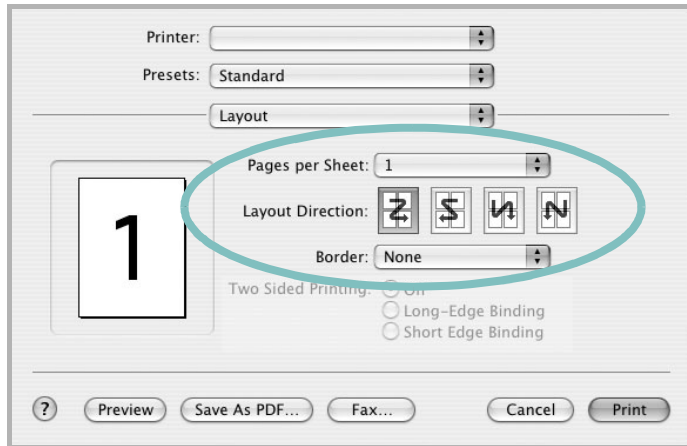 Printer:
Presets: Standard
Layout
Pages per Sheet: 1
Layout Direction:
Border: None
1
Two Sided Printing:
Long-Edge Binding
Short Edge Binding
? Preview Save As PDF... Fax... Cancel Print